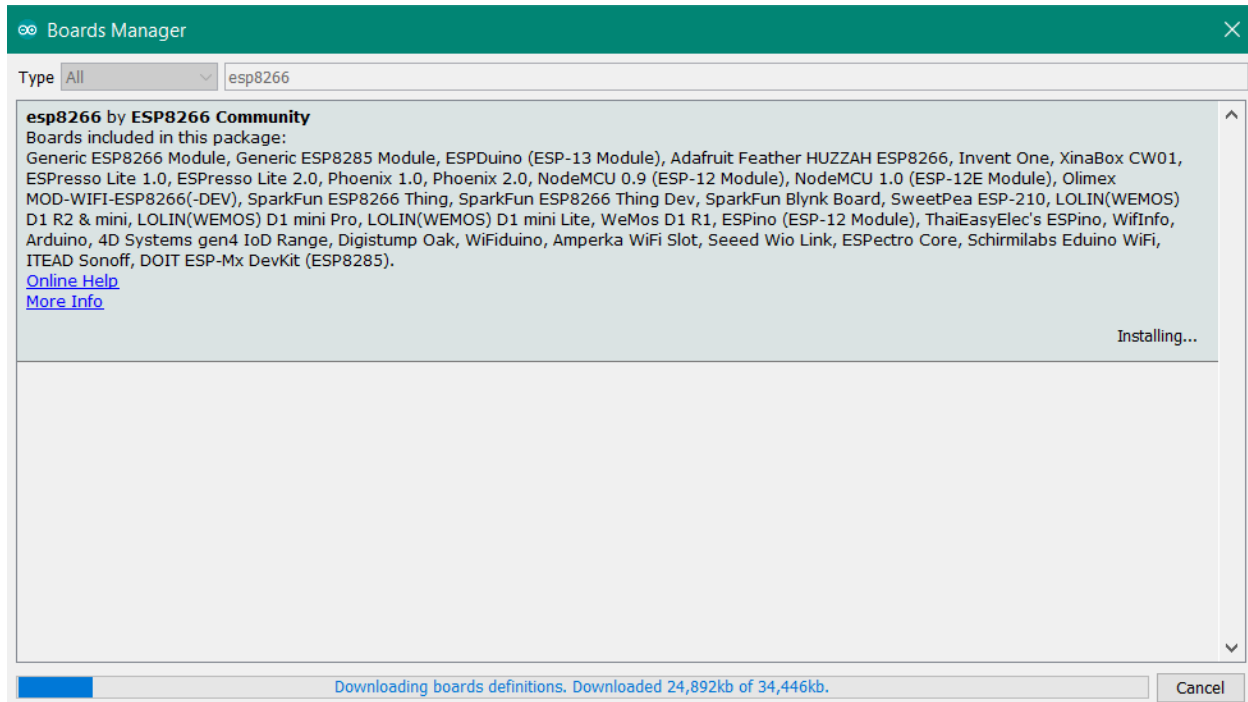 Boards Manager
Type All esp8266
esp8266 by ESP8266 Community
Boards included in this package:
Generic ESP8266 Module, Generic ESP8285 Module, ESPDuino (ESP-13 Module), Adafruit Feather HUZZAH ESP8266, Invent One, XinaBox CW01,
ESPresso Lite 1.0, ESPresso Lite 2.0, Phoenix 1.0, Phoenix 2.0, NodeMCU 0.9 (ESP-12 Module), NodeMCU 1.0 (ESP-12E Module), Olimex
MOD-WIFI-ESP8266(-DEV), SparkFun ESP8266 Thing, SparkFun ESP8266 Thing Dev, SparkFun Blynk Board, SweetPea ESP-210, LOLIN(WEMOS)
D1 R2 & mini, LOLIN(WEMOS) D1 mini Pro, LOLIN(WEMOS) D1 mini Lite, WeMos D1 R1, ESPino (ESP-12 Module), ThaiEasyElec's ESPino, WifInfo,
Arduino, 4D Systems gen4 IoD Range, Digistump Oak, WiFiduino, Amperka WiFi Slot, Seeed Wio Link, ESPectro Core, Schirmilabs Eduino WiFi,
ITEAD Sonoff, DOIT ESP-Mx DevKit (ESP8285).
Online Help
More Info
Installing...
Downloading boards definitions. Downloaded 24,892kb of 34,446kb.
Cancel